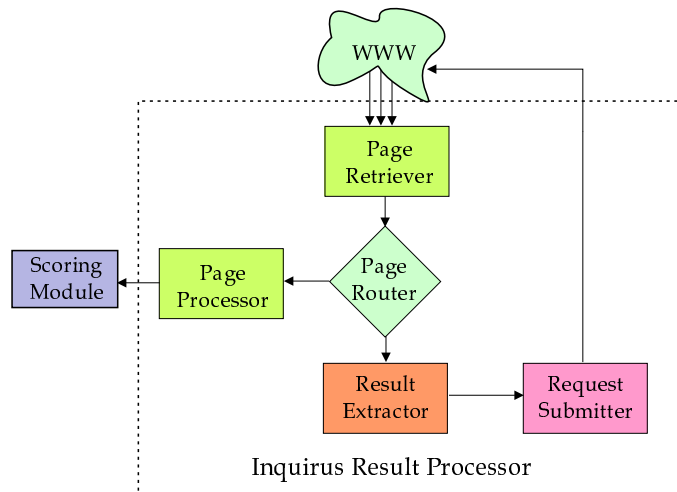 WWW
Page
Retriever
Scoring
Module
Page
Processor
Page
Router
Result
Extractor
Request
Submitter
Inquirus Result Processor